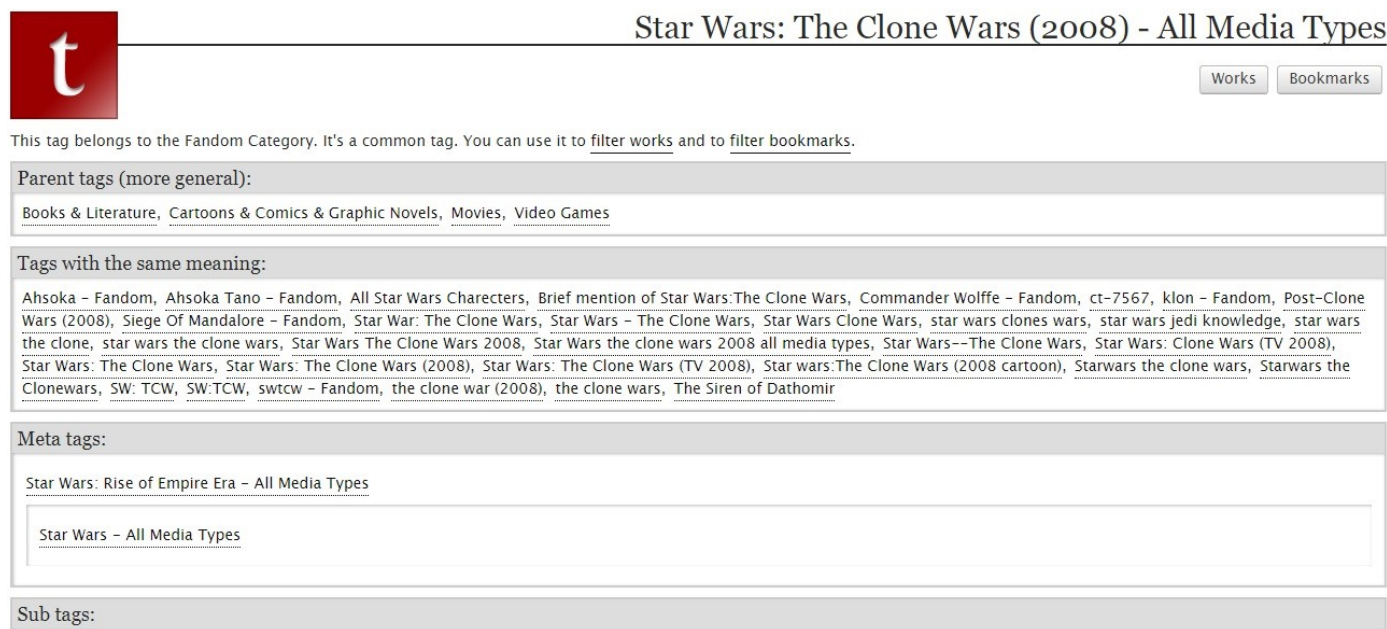 t
Star Wars: The Clone Wars (2008) - All Media Types
Works
Bookmarks
This tag belongs to the Fandom Category. It's a common tag. You can use it to filter works and to filter bookmarks.
Parent tags (more general):
Books & Literature, Cartoons & Comics & Graphic Novels, Movies, Video Games
Tags with the same meaning:
Ahsoka - Fandom, Ahsoka Tano - Fandom, All Star Wars Charecters, Brief mention of Star Wars:The Clone Wars, Commander Wolffe - Fandom, ct-7567, klon - Fandom, Post-Clone
Wars (2008), Siege Of Mandalore - Fandom, Star War: The Clone Wars, Star Wars - The Clone Wars, Star Wars Clone Wars, star wars clones wars, star wars jedi knowledge, star wars
the clone, star wars the clone wars, Star Wars The Clone Wars 2008, Star Wars the clone wars 2008 all media types, Star Wars--The Clone Wars, Star Wars: Clone Wars (TV 2008),
Star Wars: The Clone Wars, Star Wars: The Clone Wars (2008), Star Wars: The Clone Wars (TV 2008), Star wars:The Clone Wars (2008 cartoon), Starwars the clone wars, Starwars the
Clonewars, SW: TCW, SW:TCW, swtcw - Fandom, the clone war (2008), the clone wars, The Siren of Dathomir
Meta tags:
Star Wars: Rise of Empire Era - All Media Types
Star Wars - All Media Types
Sub tags: